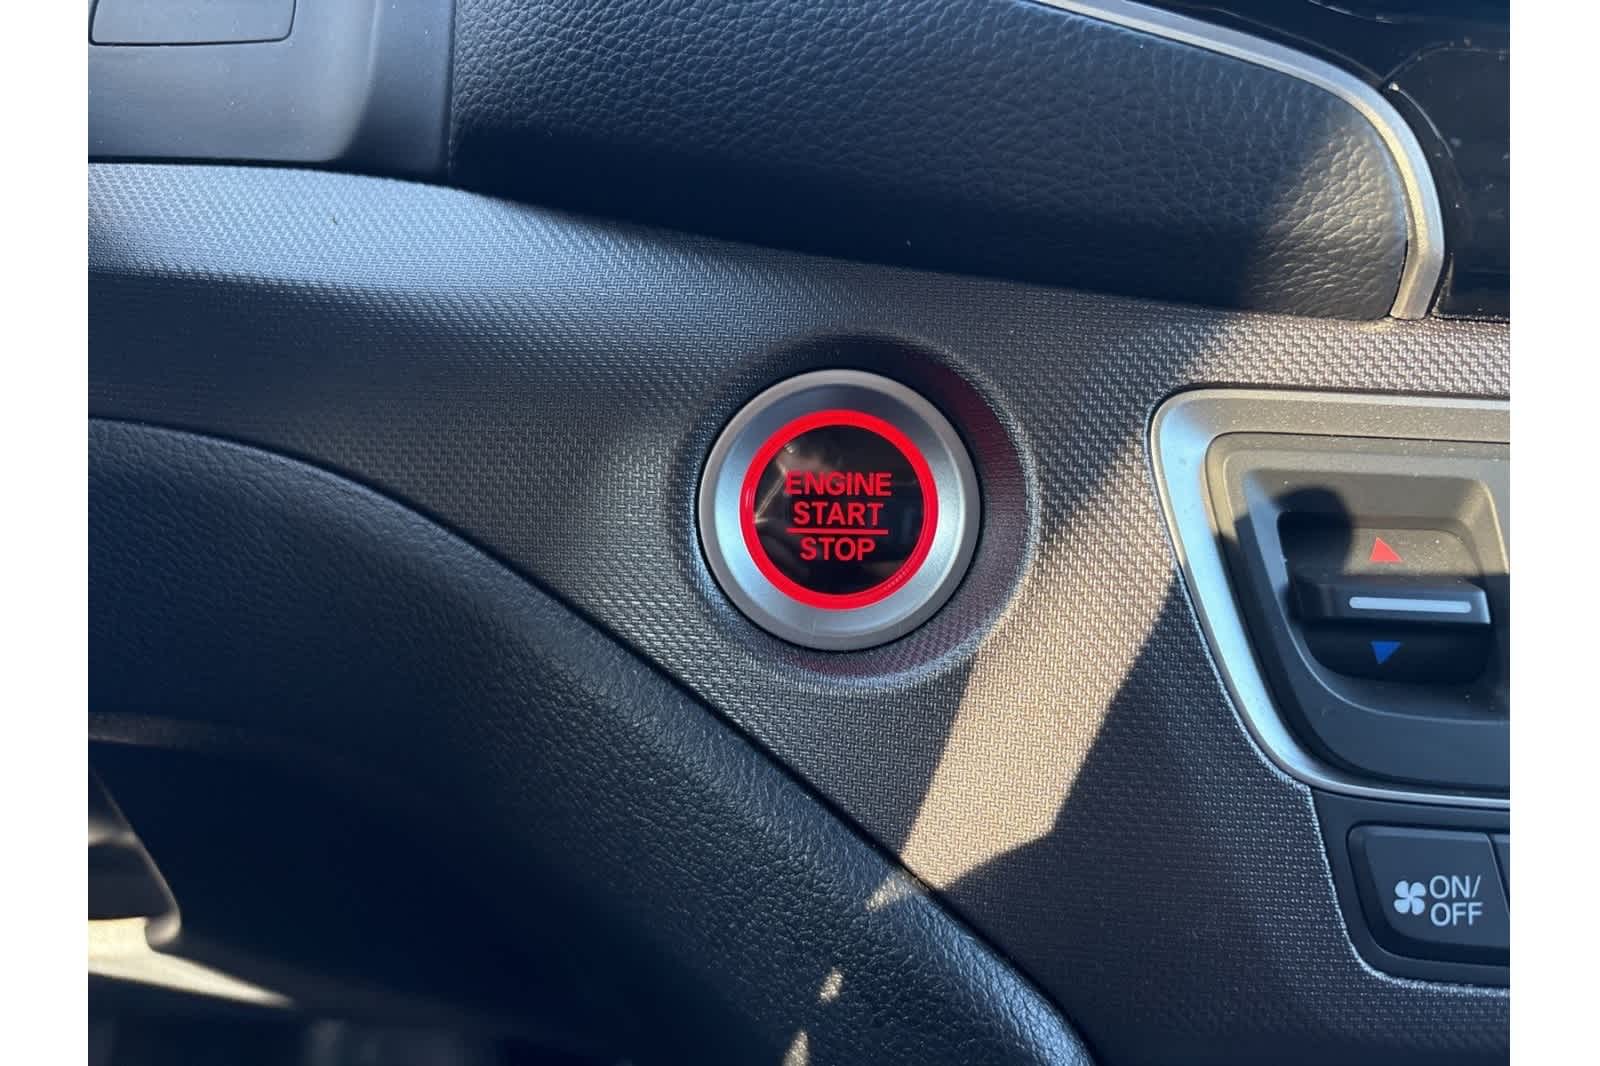 ENGINE
START
STOP
ON/
OFF